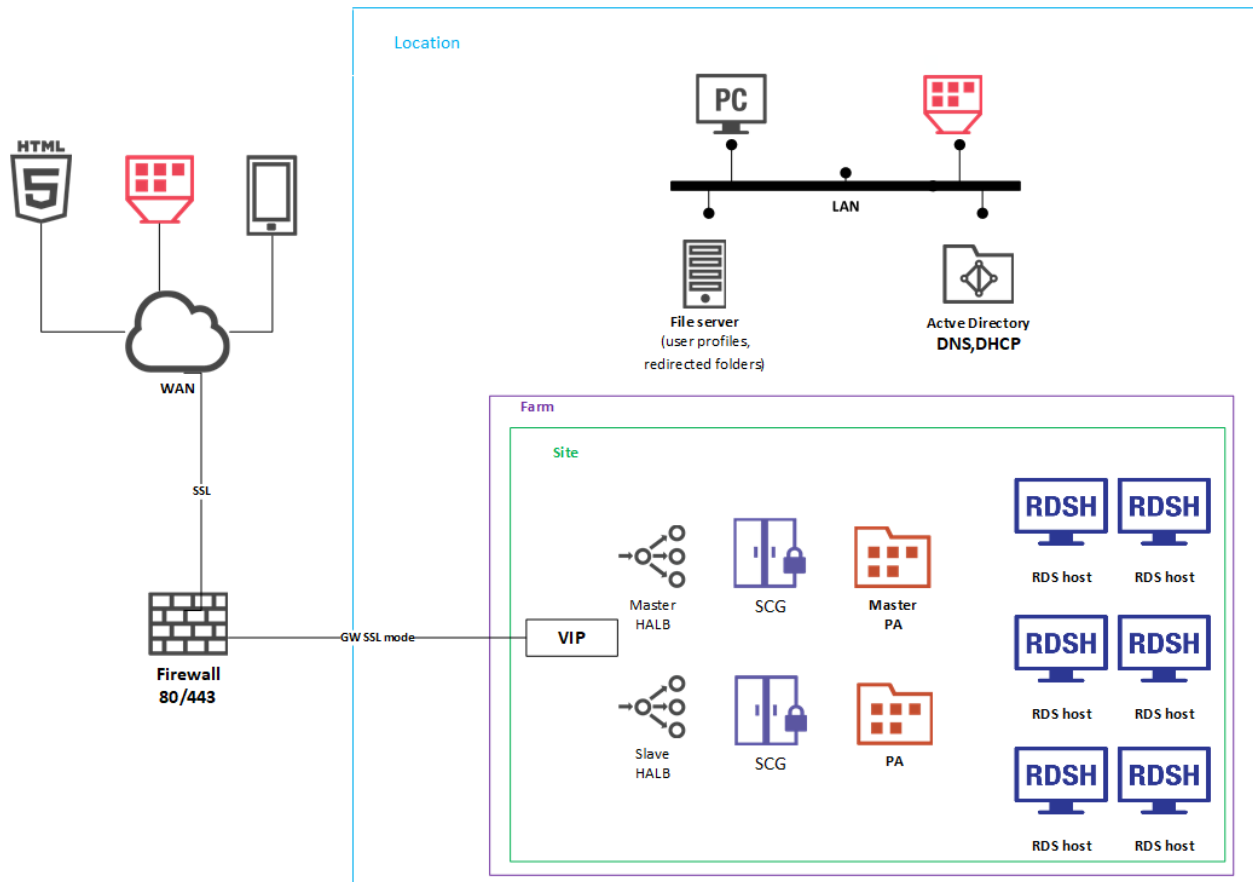 Location
PC
HTML
5
LAN
File server
(user profiles,
redirected folders)
Actve Directory
DNS,DHCP
WAN
SSL
Firewall
80/443
GW SSL mode
Farm
Site
VIP
Master
HALB
SCG
Master
PA
RDSH
RDS host
RDSH
RDS host
RDSH
RDS host
RDSH
RDS host
Slave
HALB
SCG
PA
RDSH
RDS host
RDSH
RDS host